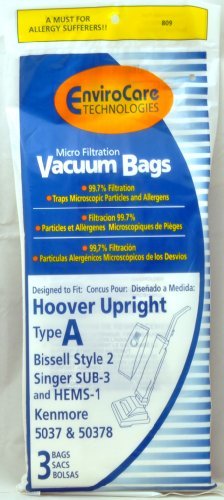 A MUST FOR
ALLERGY SUFFERERS!!
809
EnviroCare
TECHNOLOGIES
Micro Filtration
Vacuum Bags
• 99.7% Filtration
• Traps Microscopic Particles and Allergens
• Filtracion 99.7%
• Particles et Allergènes Microscopiques de Pièges
• 99,7% Filtración
• Particulas Alergénicos Microscópicos de los Desvios
Designed to Fit: Concus Pour: Diseñado a Medida:
Hoover Upright
Type A
Bissell Style 2
Singer SUB-3
and HEMS-1
Kenmore
5037 & 50378
3 BAGS
SACS
BOLSAS